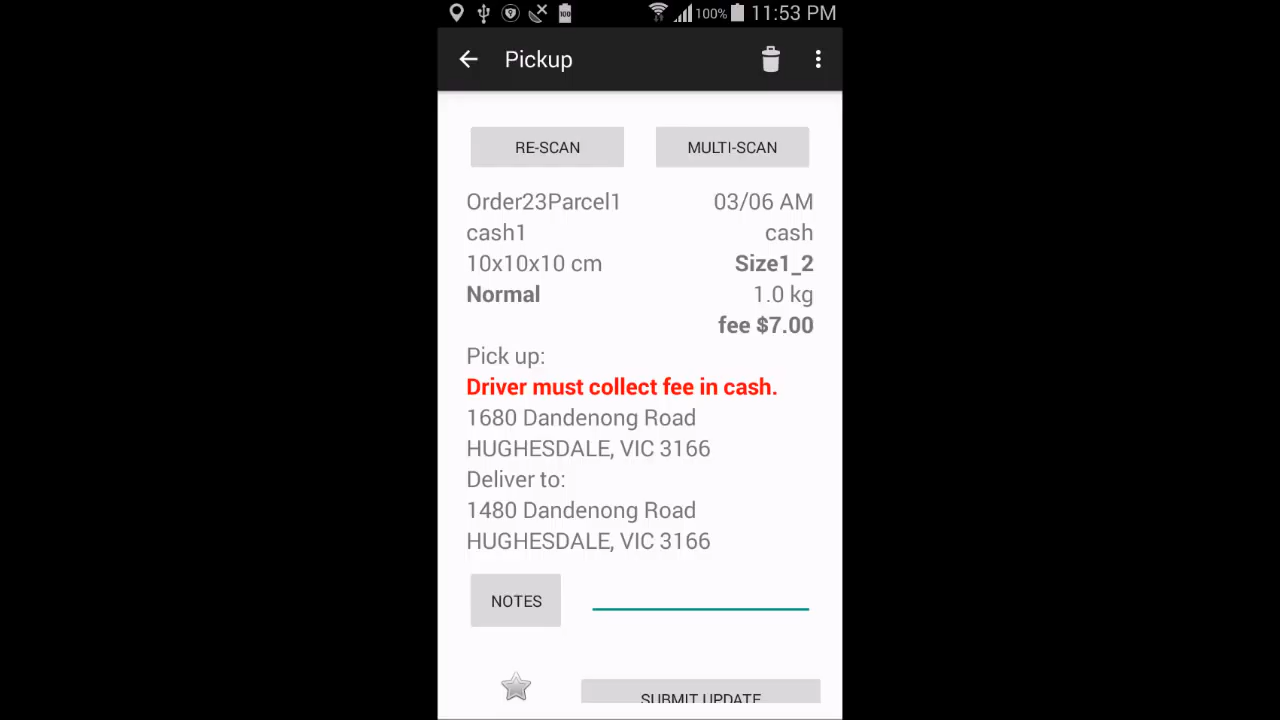 100% 11:53 PM
Pickup
RE-SCAN MULTI-SCAN
Order23Parcel1 03/06 AM
cash1 cash
10x10x10 cm Size1_2
Normal 1.0 kg
fee $7.00
Pick up:
Driver must collect fee in cash.
1680 Dandenong Road
HUGHESDALE, VIC 3166
Deliver to:
1480 Dandenong Road
HUGHESDALE, VIC 3166
NOTES
SUBMIT UPDATE